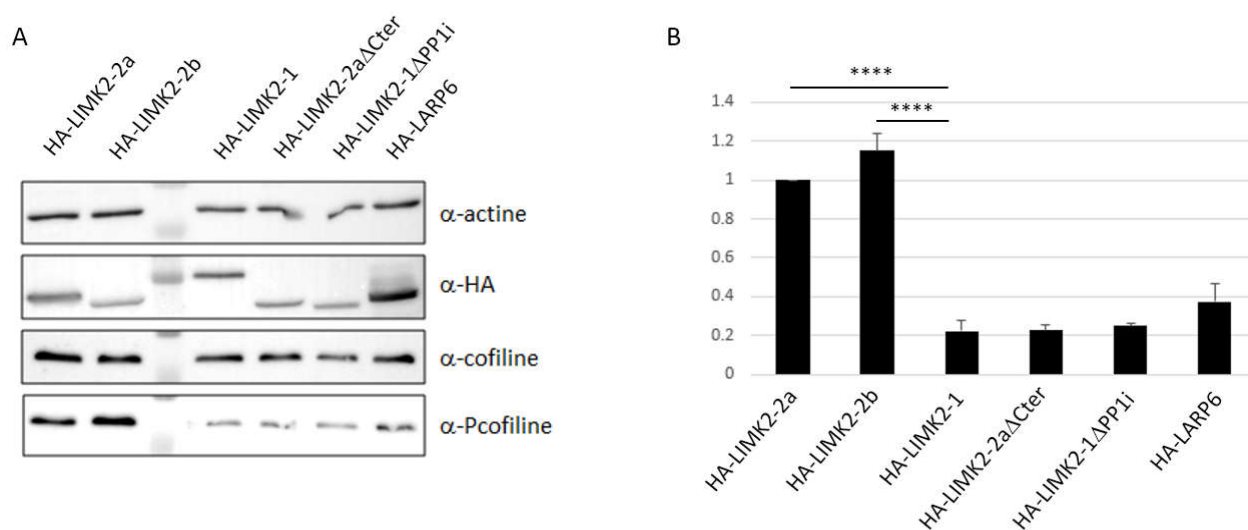 A
HA-LIMK2-2a
HA-LIMK2-2b
HA-LIMK2-1
HA-LIMK2-2aΔCter
HA-LIMK2-1ΔPP1i
HA-LARP6
α-actine
α-HA
α-cofiline
α-Pcofiline
B
****
****
1.4
1.2
1
0.8
0.6
0.4
0.2
0
HA-LIMK2-2a
HA-LIMK2-2b
HA-LIMK2-1
HA-LIMK2-2aΔCter
HA-LIMK2-1ΔPP1i
HA-LARP6